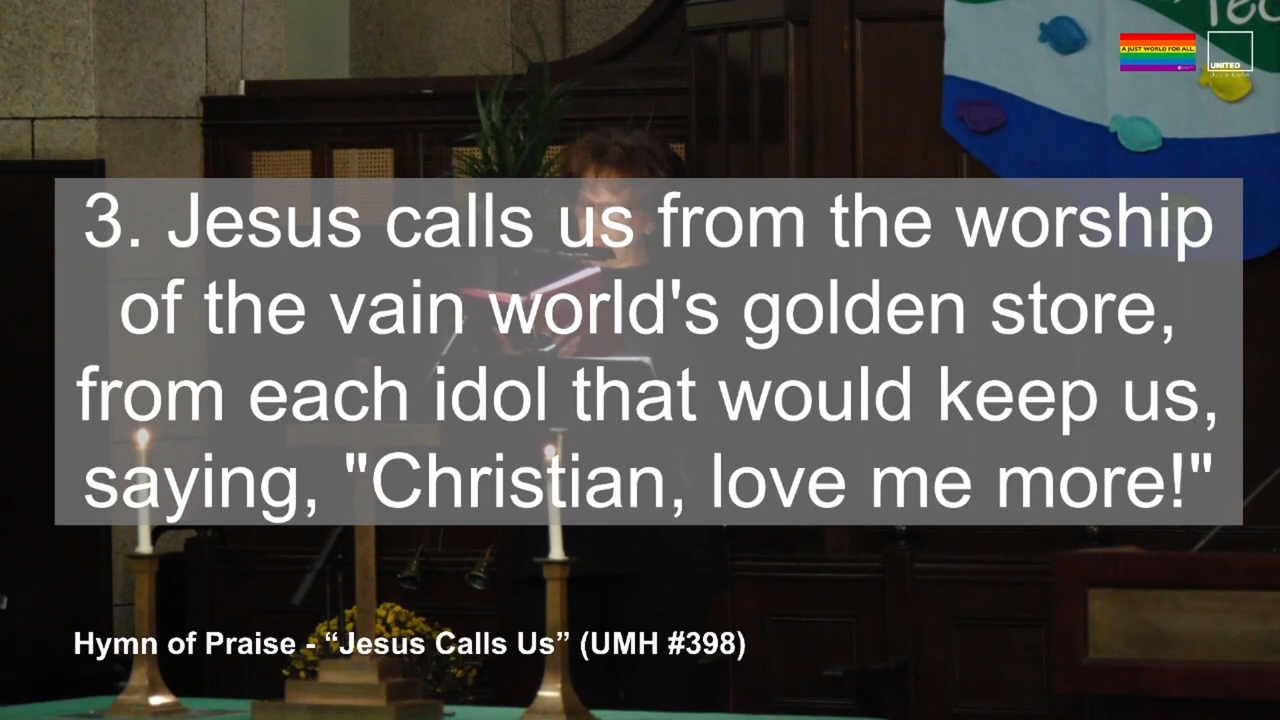 Tec
A JUST WORLD FOR ALL
UNITED
3. Jesus calls us from the worship
of the vain world's golden store,
from each idol that would keep us,
saying, "Christian, love me more!"
Hymn of Praise - “Jesus Calls Us” (UMH #398)